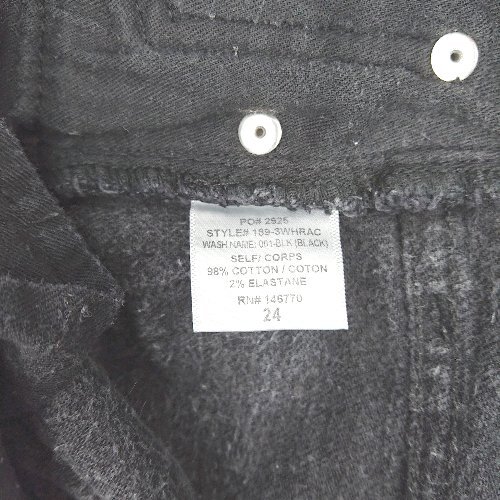 PO# 2525
STYLE# 189-3WHRAC
WASH NAME: 001-BLK (BLACK)
SELF/ CORPS
98% COTTON / COTON
2% ELASTANE
RN# 146770
24